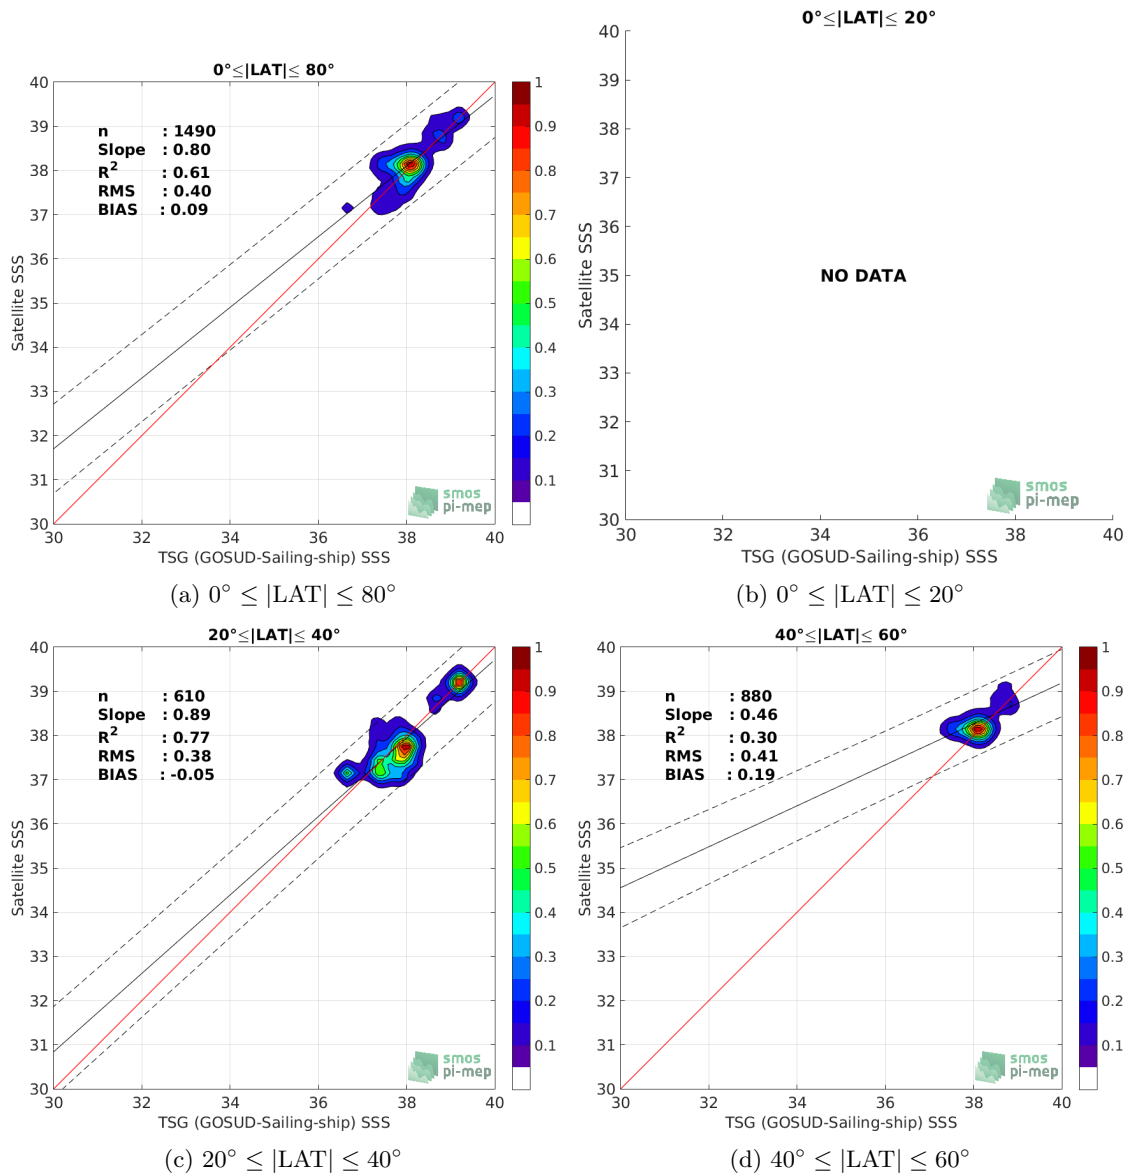 0°≤|LAT|≤ 80°
n : 1490
Slope : 0.80
R2 : 0.61
RMS : 0.40
BIAS : 0.09
Satellite SSS
40
39
38
37
36
35
34
33
32
31
30
30 32 34 36 38 40
TSG (GOSUD-Sailing-ship) SSS
1
0.9
0.8
0.7
0.6
0.5
0.4
0.3
0.2
0.1
smos
pi-mep
(a) 0° ≤ |LAT| ≤ 80°
0°≤|LAT|≤ 20°
NO DATA
Satellite SSS
40
39
38
37
36
35
34
33
32
31
30
30 32 34 36 38 40
TSG (GOSUD-Sailing-ship) SSS
smos
pi-mep
(b) 0° ≤ |LAT| ≤ 20°
20°≤|LAT|≤ 40°
n : 610
Slope : 0.89
R2 : 0.77
RMS : 0.38
BIAS : -0.05
Satellite SSS
40
39
38
37
36
35
34
33
32
31
30
30 32 34 36 38 40
TSG (GOSUD-Sailing-ship) SSS
1
0.9
0.8
0.7
0.6
0.5
0.4
0.3
0.2
0.1
smos
pi-mep
(c) 20° ≤ |LAT| ≤ 40°
40°≤|LAT|≤ 60°
n : 880
Slope : 0.46
R2 : 0.30
RMS : 0.41
BIAS : 0.19
Satellite SSS
40
39
38
37
36
35
34
33
32
31
30
30 32 34 36 38 40
TSG (GOSUD-Sailing-ship) SSS
1
0.9
0.8
0.7
0.6
0.5
0.4
0.3
0.2
0.1
smos
pi-mep
(d) 40° ≤ |LAT| ≤ 60°